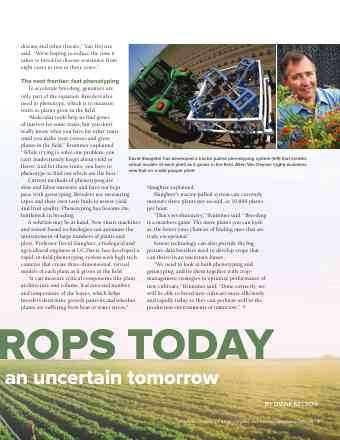 disease and other threats,” Van Deynze
said. “We're hoping to reduce the time it
takes to breed for disease resistance from
eight years to two to three years.”
The next frontier: fast phenotyping
To accelerate breeding, genomics are
only part of the equation. Breeders also
need to phenotype, which is to measure
traits as plants grow in the field.
“Molecular tools help us find genes
of interest for some traits, but you don't
really know what you have for other traits
until you make your crosses and grow
plants in the field,” Brummer explained.
“While trying to solve one problem, you
can't inadvertently forget about yield or
flavor. And for those traits, you have to
phenotype to find out which are the best.”
Current methods of phenotyping are
slow and labor intensive and have not kept
pace with genotyping. Breeders are measuring
tapes and their own taste buds to assess yield
and fruit quality. Phenotyping has become the
bottleneck in breeding.
A solution may be at hand. New smart machines
and sensor-based technologies can automate the
measurement of large numbers of plants and
plots. Professor David Slaughter, a biological and
agricultural engineer at UC Davis, has developed a
rapid, in-field phenotyping system with high-tech
cameras that create three-dimensional, virtual
models of each plant as it grows in the field.
“It can measure critical components like plant
architecture and volume, leaf area and number,
and temperature of the leaves, which helps
breeders determine growth patterns and whether
plants are suffering from heat or water stress,”
David Slaughter has developed a tractor-pulled phenotyping system (left) that creates
virtual models of each plant as it grows in the field. Allen Van Deynze (right) examines
new fruit on a wild pepper plant.
Slaughter explained.
Slaughter's tractor-pulled system can currently
measure three plants per second, or 10,800 plants
per hour.
“That's revolutionary,” Brummer said. “Breeding
is a numbers game. The more plants you can look
at, the better your chances of finding ones that are
truly exceptional.”
Sensor technology can also provide the big
picture data breeders need to develop crops that
can thrive in an uncertain future.
“We need to look at both phenotyping and
genotyping, and tie them together with crop-
management strategies to optimize performance of
new cultivars,” Brummer said. “Done correctly, we
will be able to breed new cultivars more efficiently
and rapidly today so they can perform well in the
production environments of tomorrow.”
ROPS TODAY
an uncertain tomorrow
BY DIANE NELSON